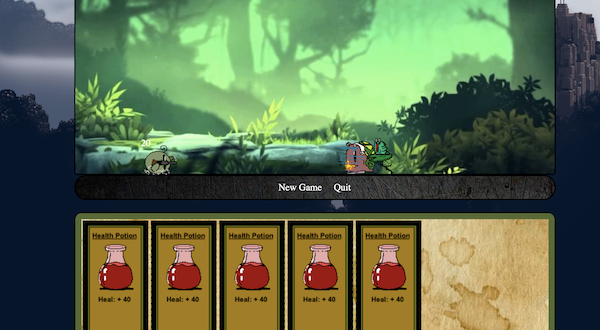 20
New Game Quit
Health Potion Health Potion Health Potion Health Potion Health Potion
Heal: + 40 Heal: + 40 Heal: + 40 Heal: + 40 Heal: + 40